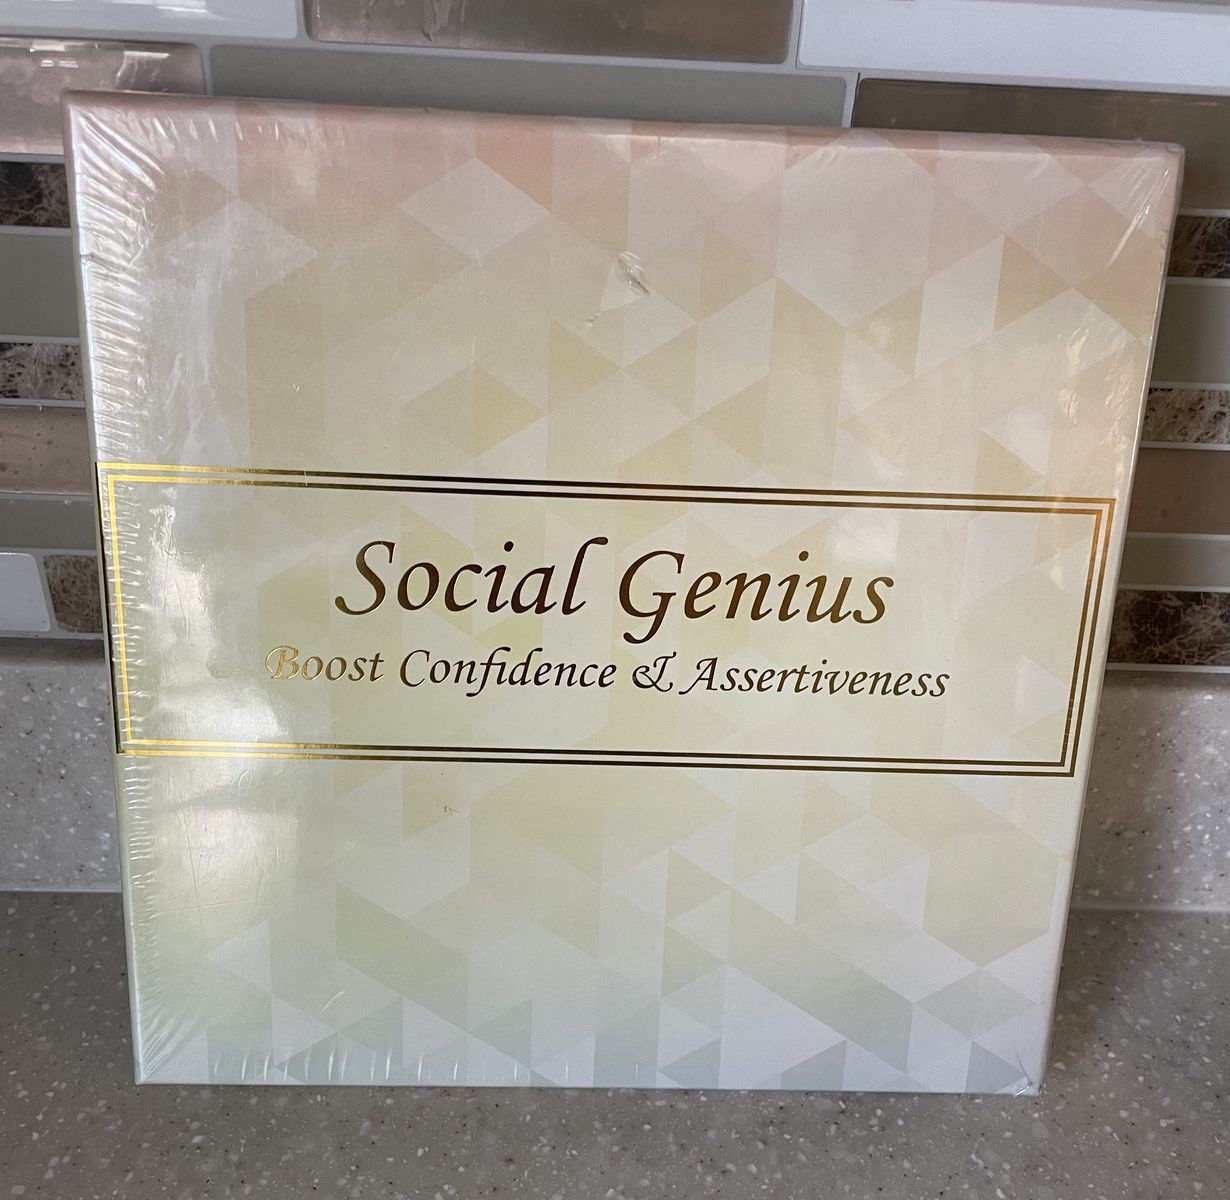 Social Genius
Boost Confidence & Assertiveness